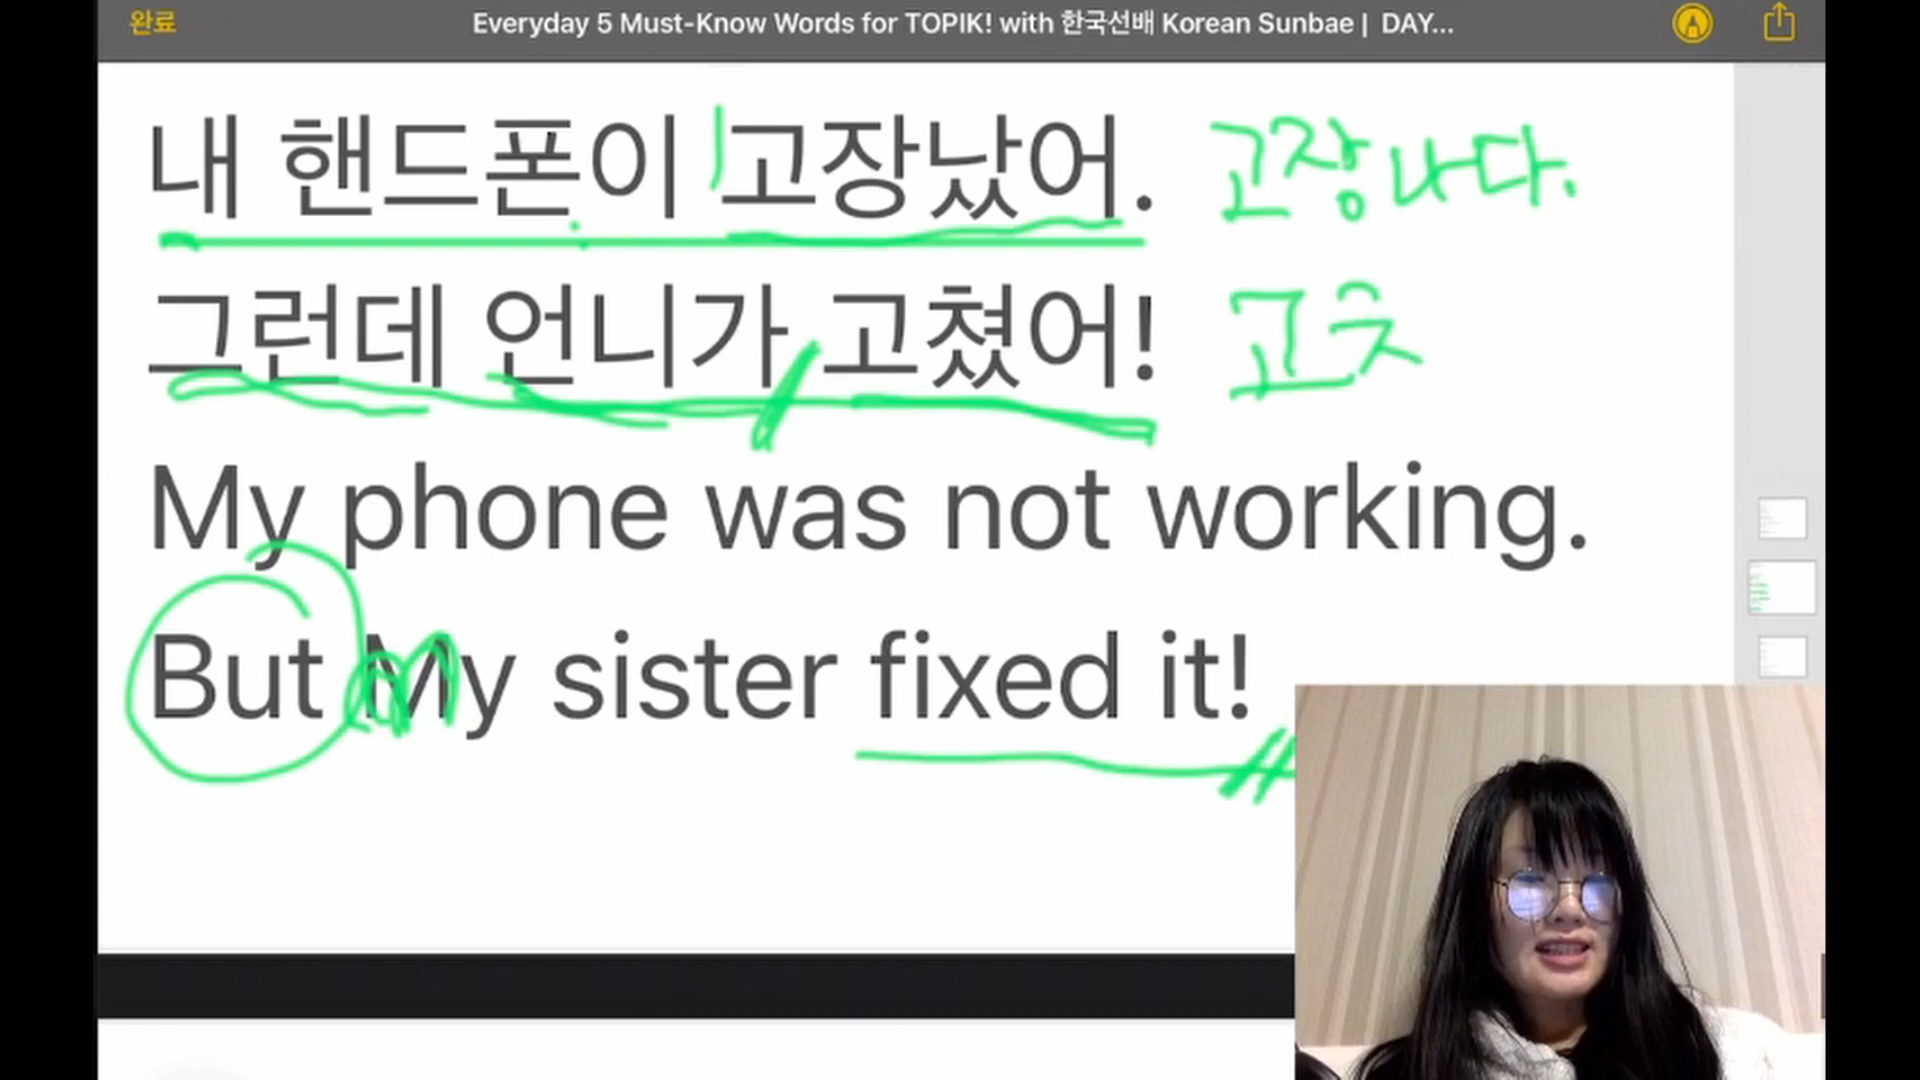 완료 Everyday 5 Must-Know Words for TOPIK! with 한국선배 Korean Sunbae | DAY...
내 핸드폰이 고장났어. 고장나다.
그런데 언니가 고쳤어! 고
My phone was not working.
But My sister fixed it!